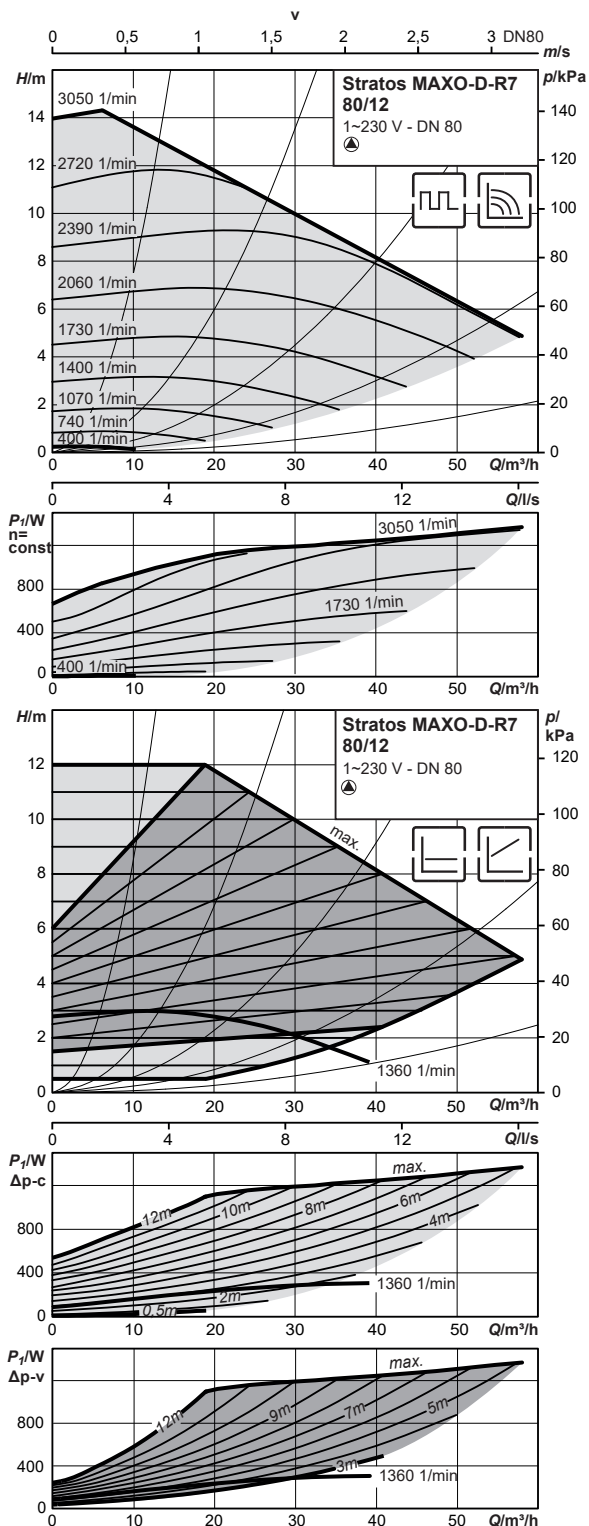 v
0 0,5 1 1,5 2 2,5 3 DN80
m/s
H/m
p/kPa
Stratos MAXO-D-R7
80/12
1~230 V - DN 80
14
12
10
8
6
4
2
0
140
120
100
80
60
40
20
0
3050 1/min
2720 1/min
2390 1/min
2060 1/min
1730 1/min
1400 1/min
1070 1/min
740 1/min
400 1/min
0 10 20 30 40 50 Q/m³/h
0 4 8 12 Q/l/s
P₁/W
n=
const
800
400
0
3050 1/min
1730 1/min
400 1/min
0 10 20 30 40 50 Q/m³/h
H/m
p/
kPa
Stratos MAXO-D-R7
80/12
1~230 V - DN 80
12
10
8
6
4
2
0
120
100
80
60
40
20
0
max.
1360 1/min
0 10 20 30 40 50 Q/m³/h
0 4 8 12 Q/l/s
P₁/W
Δp-c
800
400
0
max.
12m
10m
8m
6m
4m
2m
0,5m
1360 1/min
0 10 20 30 40 50 Q/m³/h
P₁/W
Δp-v
800
400
0
max.
12m
9m
7m
5m
3m
1360 1/min
0 10 20 30 40 50 Q/m³/h